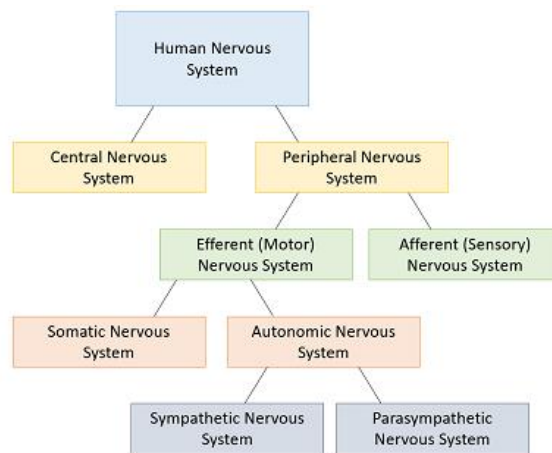 Human Nervous
System
Central Nervous
System
Peripheral Nervous
System
Efferent (Motor)
Nervous System
Afferent (Sensory)
Nervous System
Somatic Nervous
System
Autonomic Nervous
System
Sympathetic Nervous
System
Parasympathetic
Nervous System